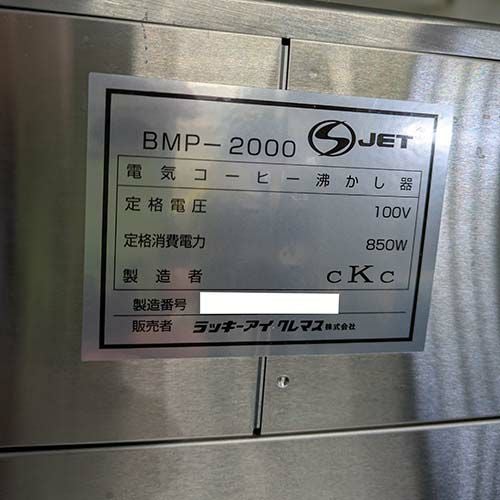 BMP-2000 JET
電気コーヒー沸かし器
定格電圧 100V
定格消費電力 850W
製造者 cKc
製造番号
販売者 ラッキーアイクレマス株式会社